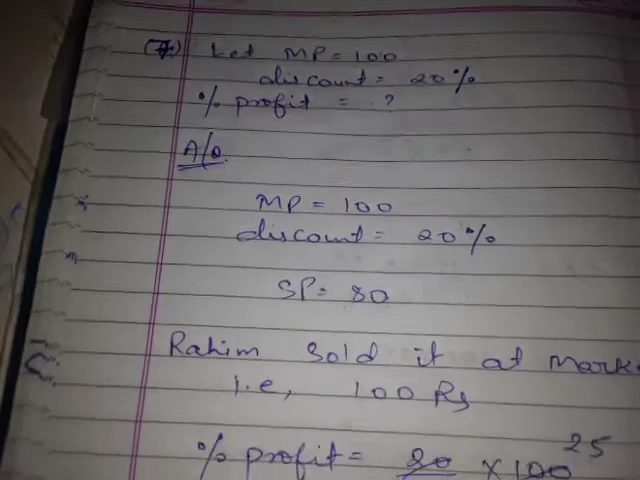 (7.) Let MP = 100
discount = 20%
% profit = ?
A/Q.
MP = 100
discount = 20%
SP = 80
Rahim sold it at mark
i.e, 100 Rs
% profit = 20 × 100 25